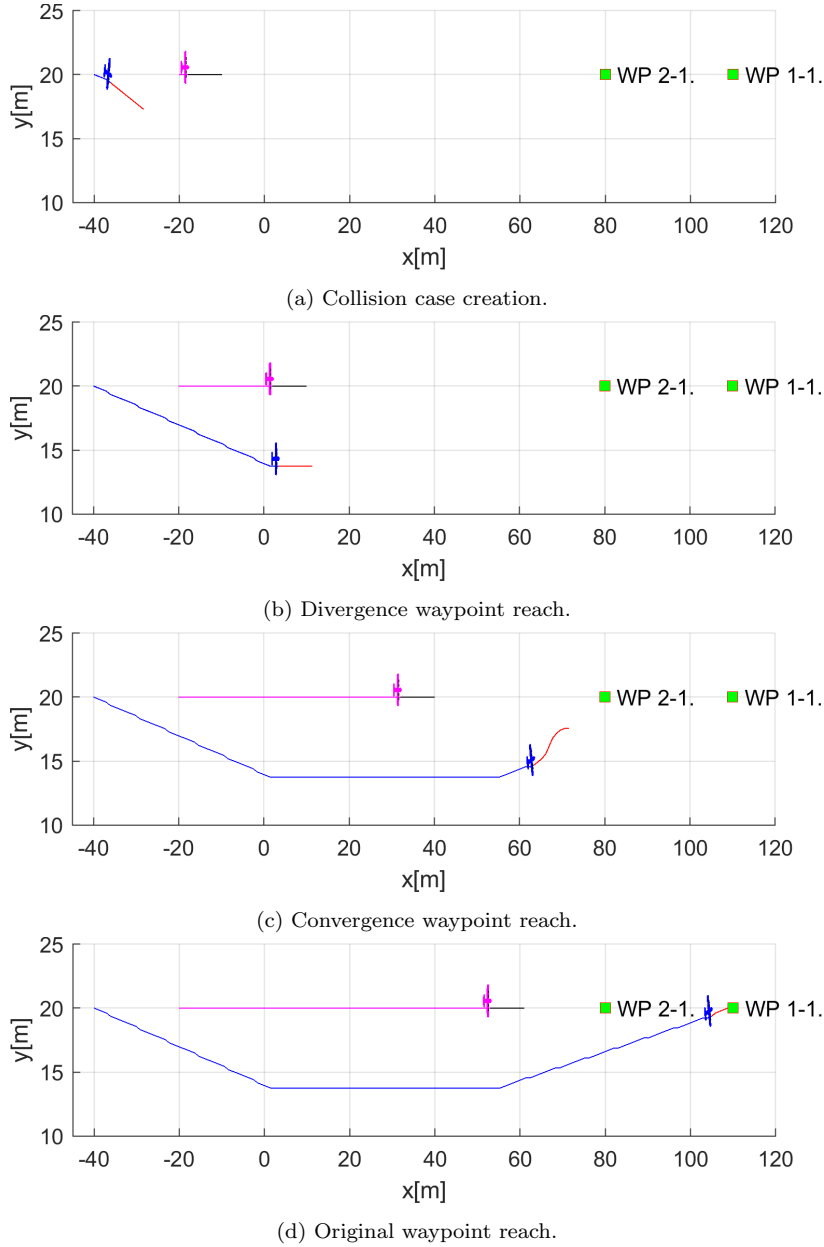 25
20
15
10
y[m]
WP 2-1.
WP 1-1.
-40 -20 0 20 40 60 80 100 120
x[m]
(a) Collision case creation.
25
20
15
10
y[m]
WP 2-1.
WP 1-1.
-40 -20 0 20 40 60 80 100 120
x[m]
(b) Divergence waypoint reach.
25
20
15
10
y[m]
WP 2-1.
WP 1-1.
-40 -20 0 20 40 60 80 100 120
x[m]
(c) Convergence waypoint reach.
25
20
15
10
y[m]
WP 2-1.
WP 1-1.
-40 -20 0 20 40 60 80 100 120
x[m]
(d) Original waypoint reach.